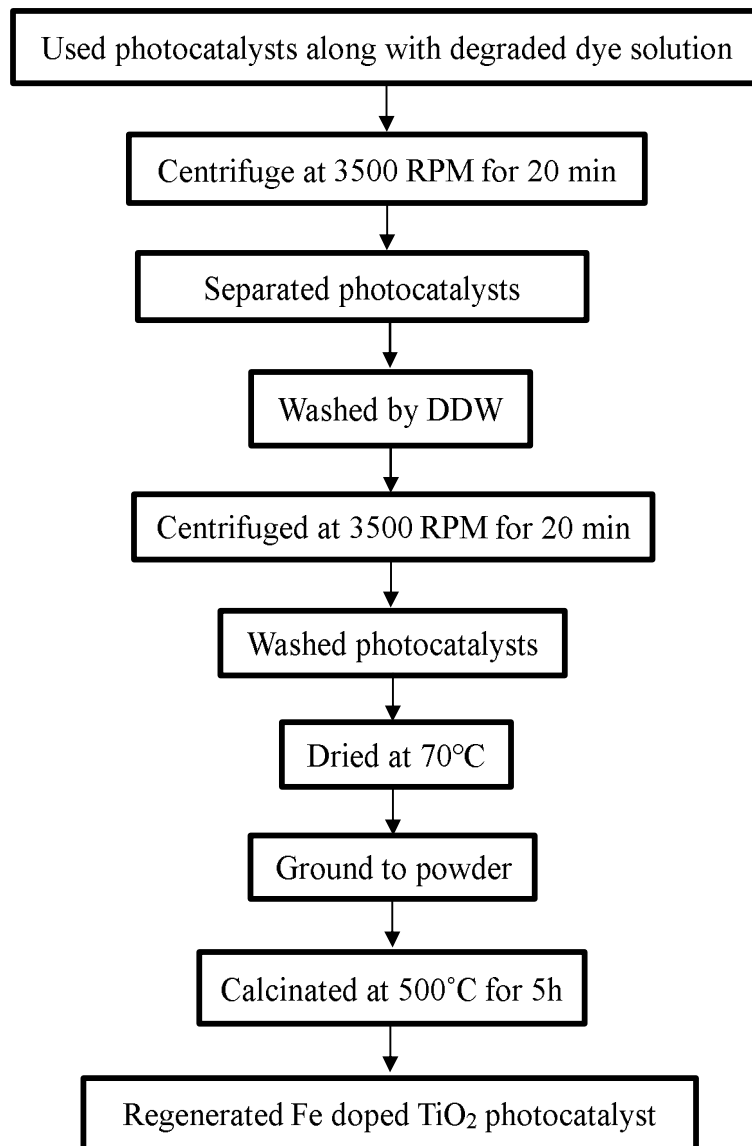 Used photocatalysts along with degraded dye solution
Centrifuge at 3500 RPM for 20 min
Separated photocatalysts
Washed by DDW
Centrifuged at 3500 RPM for 20 min
Washed photocatalysts
Dried at 70°C
Ground to powder
Calcinated at 500˚C for 5h
Regenerated Fe doped TiO₂ photocatalyst